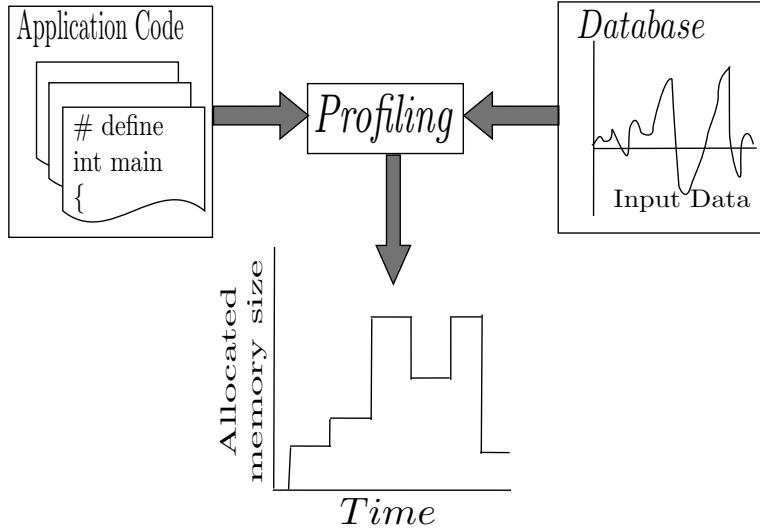 Application Code
# define
int main
{
Profiling
Database
Input Data
Allocated
memory size
Time